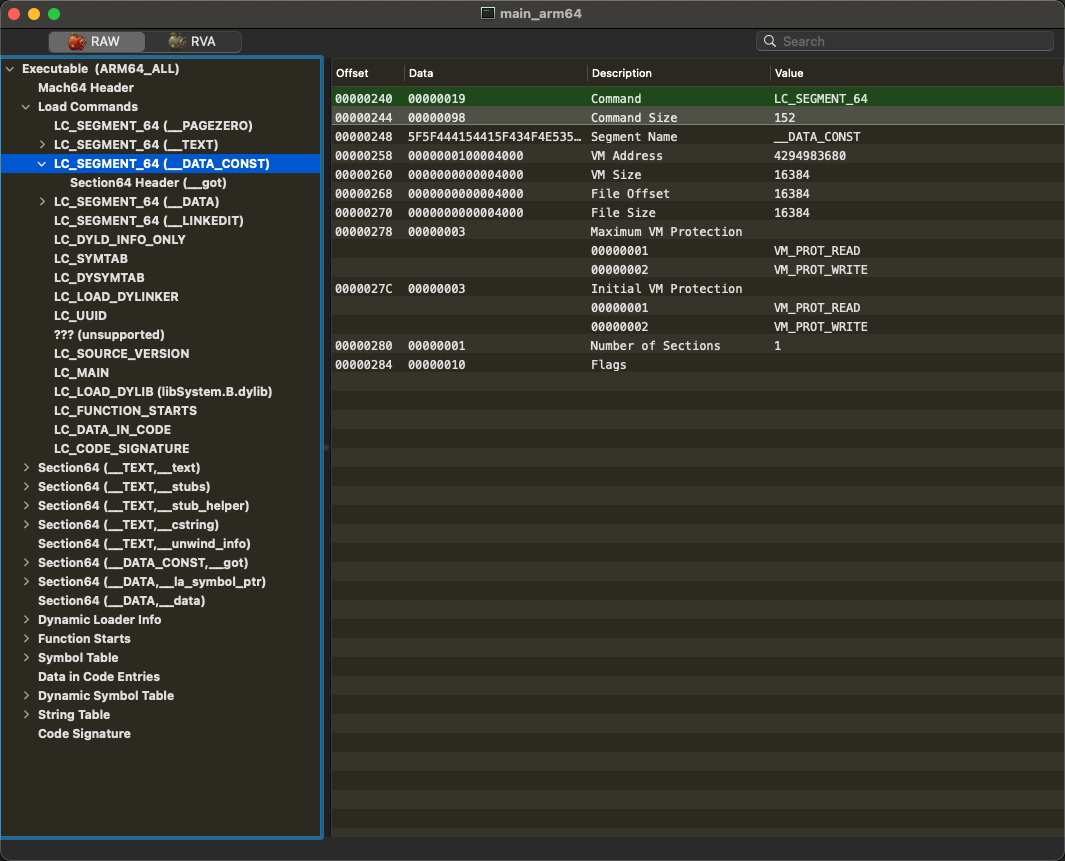 main_arm64
RAW RVA Search
Executable (ARM64_ALL)
Mach64 Header
Load Commands
LC_SEGMENT_64 (__PAGEZERO)
LC_SEGMENT_64 (__TEXT)
LC_SEGMENT_64 (__DATA_CONST)
Section64 Header (__got)
LC_SEGMENT_64 (__DATA)
LC_SEGMENT_64 (__LINKEDIT)
LC_DYLD_INFO_ONLY
LC_SYMTAB
LC_DYSYMTAB
LC_LOAD_DYLINKER
LC_UUID
??? (unsupported)
LC_SOURCE_VERSION
LC_MAIN
LC_LOAD_DYLIB (libSystem.B.dylib)
LC_FUNCTION_STARTS
LC_DATA_IN_CODE
LC_CODE_SIGNATURE
Section64 (__TEXT,__text)
Section64 (__TEXT,__stubs)
Section64 (__TEXT,__stub_helper)
Section64 (__TEXT,__cstring)
Section64 (__TEXT,__unwind_info)
Section64 (__DATA_CONST,__got)
Section64 (__DATA,__la_symbol_ptr)
Section64 (__DATA,__data)
Dynamic Loader Info
Function Starts
Symbol Table
Data in Code Entries
Dynamic Symbol Table
String Table
Code Signature
Offset Data Description Value
00000240 00000019 Command LC_SEGMENT_64
00000244 00000098 Command Size 152
00000248 5F5F444154415F434F4E535… Segment Name __DATA_CONST
00000258 0000000100004000 VM Address 4294983680
00000260 0000000000004000 VM Size 16384
00000268 0000000000004000 File Offset 16384
00000270 0000000000004000 File Size 16384
00000278 00000003 Maximum VM Protection
00000001 VM_PROT_READ
00000002 VM_PROT_WRITE
0000027C 00000003 Initial VM Protection
00000001 VM_PROT_READ
00000002 VM_PROT_WRITE
00000280 00000001 Number of Sections 1
00000284 00000010 Flags